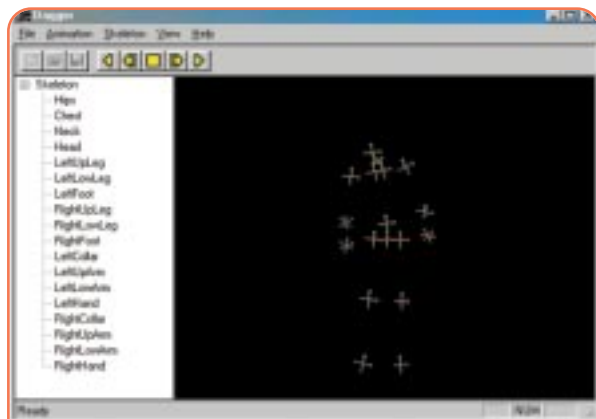 File Animation Skeleton View Help
Skeleton
Hips
Chest
Neck
Head
LeftUpLeg
LeftLowLeg
LeftFoot
RightUpLeg
RightLowLeg
RightFoot
LeftCollar
LeftUpArm
LeftLowArm
LeftHand
RightCollar
RightUpArm
RightLowArm
RightHand
Ready
NUM